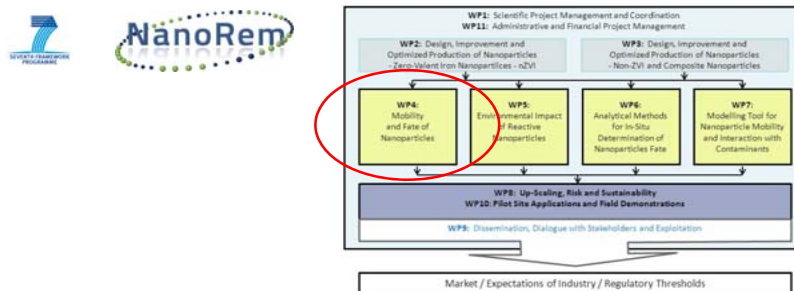 SEVENTH FRAMEWORK
PROGRAMME
NanoRem
WP1: Scientific Project Management and Coordination
WP11: Administrative and Financial Project Management
WP2: Design, Improvement and
Optimized Production of Nanoparticles
- Zero-Valent Iron Nanopartilces - nZVI
WP3: Design, Improvement and
Optimized Production of Nanoparticles
- Non-ZVI and Composite Nanoparticles
WP4:
Mobility
and Fate of
Nanoparticles
WP5:
Environmental Impact
of Reactive
Nanoparticles
WP6:
Analytical Methods
for In-Situ
Determination of
Nanoparticles Fate
WP7:
Modelling Tool for
Nanoparticle Mobility
and Interaction with
Contaminants
WP8: Up-Scaling, Risk and Sustainability
WP10: Pilot Site Applications and Field Demonstrations
WP9: Dissemination, Dialogue with Stakeholders and Exploitation
Market / Expectations of Industry / Regulatory Thresholds